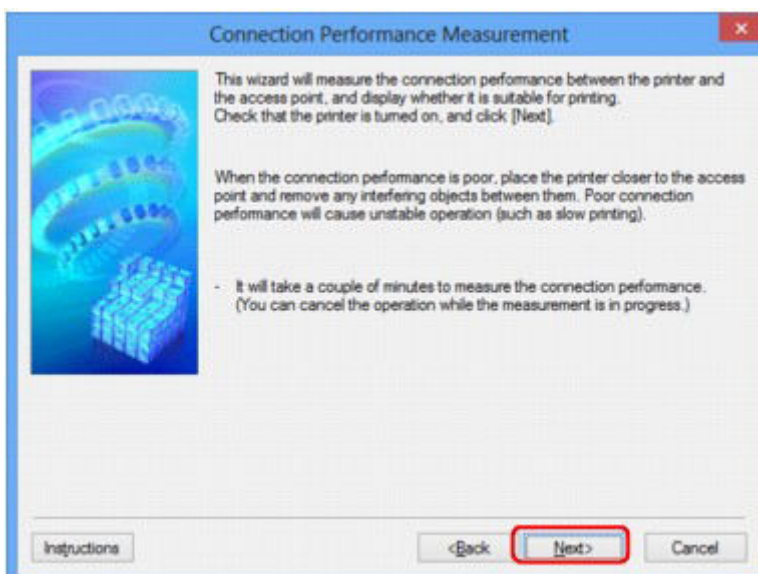 Connection Performance Measurement
This wizard will measure the connection performance between the printer and
the access point, and display whether it is suitable for printing.
Check that the printer is turned on, and click [Next].
When the connection performance is poor, place the printer closer to the access
point and remove any interfering objects between them. Poor connection
performance will cause unstable operation (such as slow printing).
- It will take a couple of minutes to measure the connection performance.
(You can cancel the operation while the measurement is in progress.)
Instructions <Back Next> Cancel